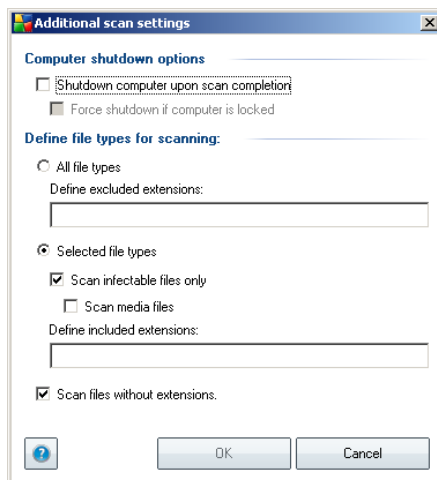 Additional scan settings
Computer shutdown options
Shutdown computer upon scan completion
Force shutdown if computer is locked
Define file types for scanning:
All file types
Define excluded extensions:
Selected file types
Scan infectable files only
Scan media files
Define included extensions:
Scan files without extensions.
?
OK
Cancel